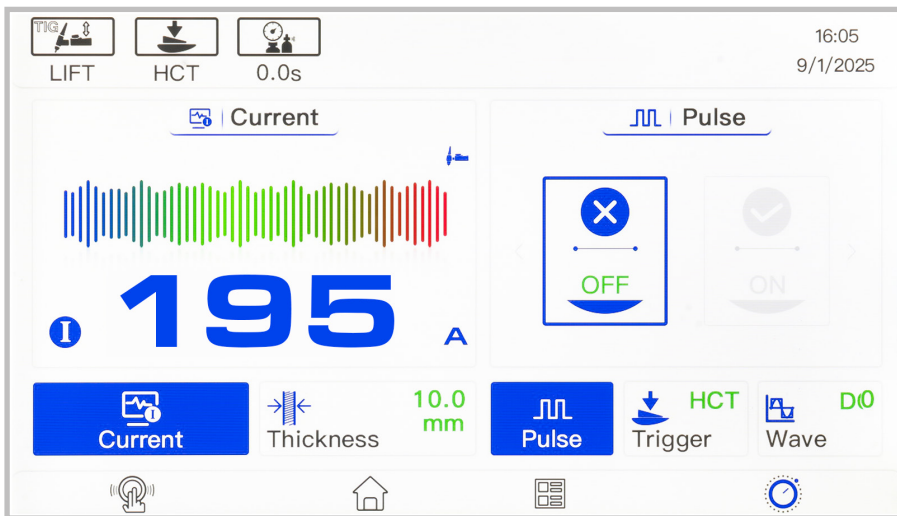 TIG
LIFT HCT 0.0s
16:05
9/1/2025
Current
195
I
A
Pulse
OFF
ON
Current
Thickness
10.0
mm
Pulse
HCT
Trigger
Wave